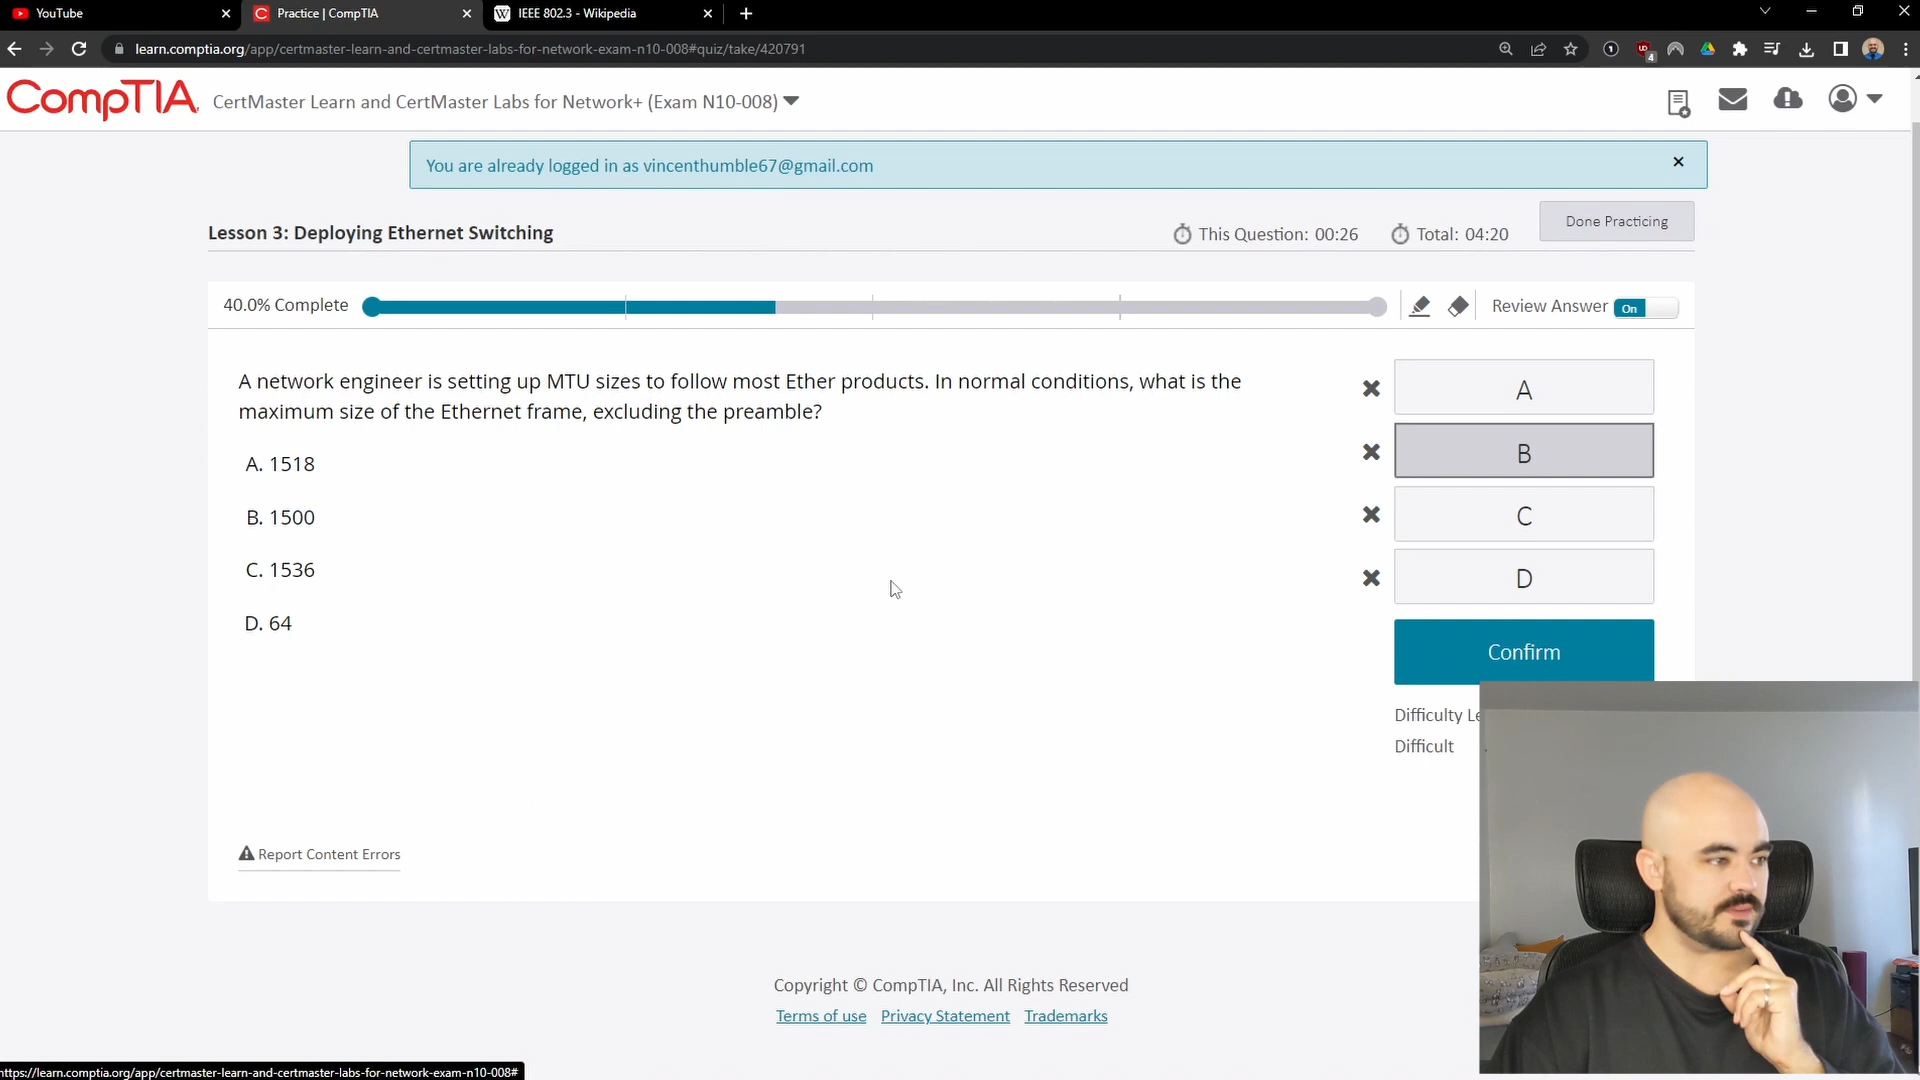 YouTube
Practice | CompTIA
IEEE 802.3 - Wikipedia
learn.comptia.org/app/certmaster-learn-and-certmaster-labs-for-network-exam-n10-008#quiz/take/420791
CompTIA. CertMaster Learn and CertMaster Labs for Network+ (Exam N10-008)
You are already logged in as vincenthumble67@gmail.com
Lesson 3: Deploying Ethernet Switching
This Question: 00:26
Total: 04:20
Done Practicing
40.0% Complete
Review Answer On
A network engineer is setting up MTU sizes to follow most Ether products. In normal conditions, what is the
maximum size of the Ethernet frame, excluding the preamble?
A. 1518
B. 1500
C. 1536
D. 64
A
B
C
D
Confirm
Difficulty Le
Difficult
Report Content Errors
Copyright © CompTIA, Inc. All Rights Reserved
Terms of use Privacy Statement Trademarks
https://learn.comptia.org/app/certmaster-learn-and-certmaster-labs-for-network-exam-n10-008#